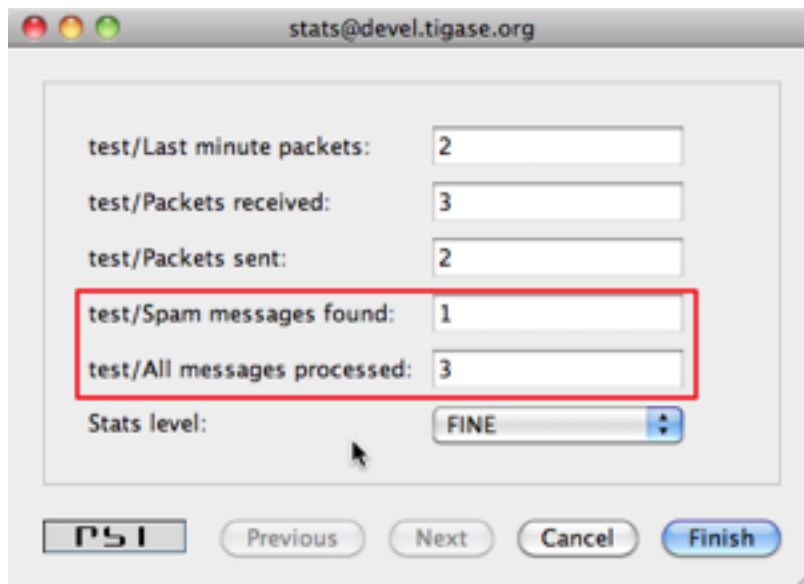 stats@devel.tigase.org
test/Last minute packets: 2
test/Packets received: 3
test/Packets sent: 2
test/Spam messages found: 1
test/All messages processed: 3
Stats level: FINE
PSI Previous Next Cancel Finish